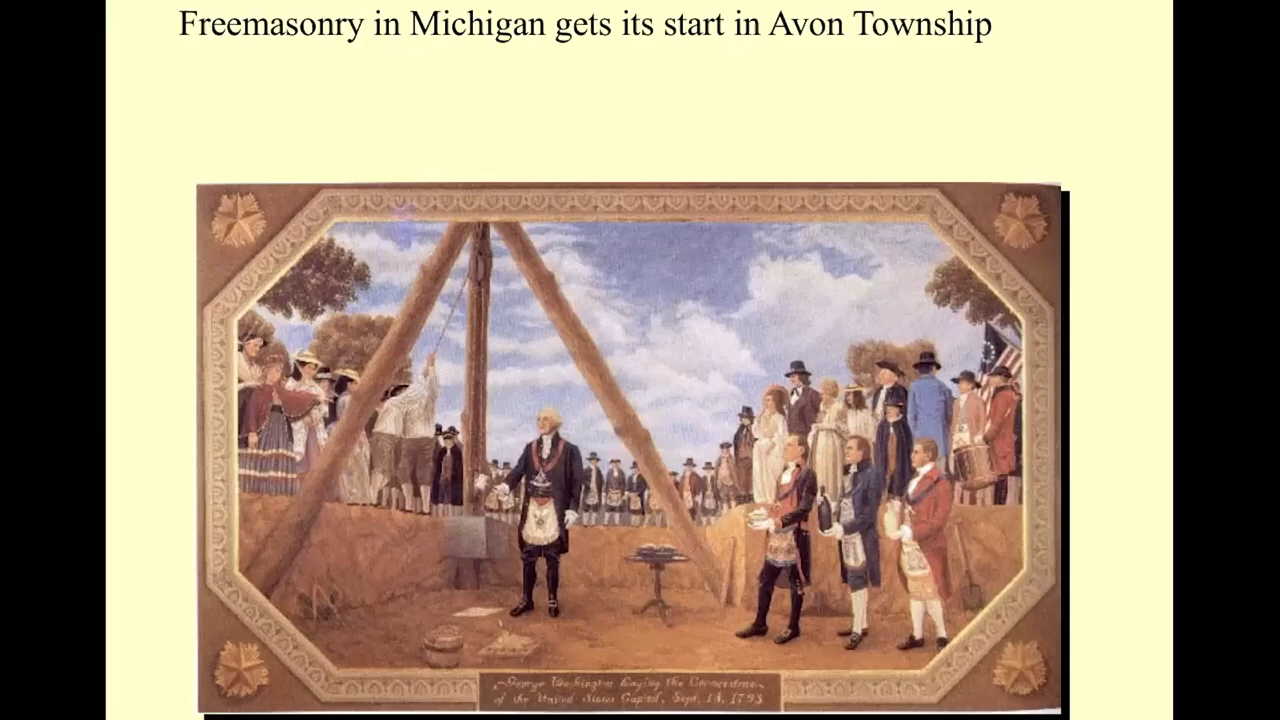 Freemasonry in Michigan gets its start in Avon Township
George Washington Laying the Cornerstone
of the United States Capitol, Sept. 18, 1793